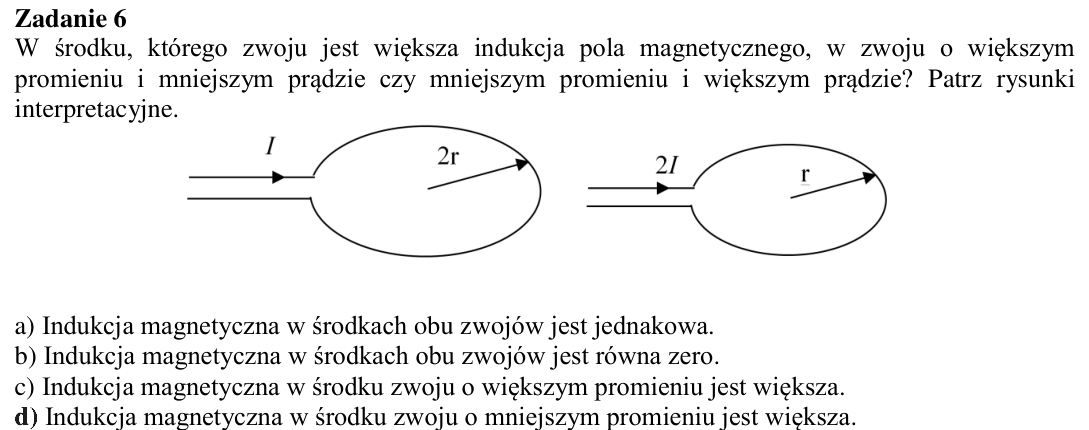 Zadanie 6
W środku, którego zwoju jest większa indukcja pola magnetycznego, w zwoju o większym
promieniu i mniejszym prądzie czy mniejszym promieniu i większym prądzie? Patrz rysunki
interpretacyjne.
I
2r
2I
r
a) Indukcja magnetyczna w środkach obu zwojów jest jednakowa.
b) Indukcja magnetyczna w środkach obu zwojów jest równa zero.
c) Indukcja magnetyczna w środku zwoju o większym promieniu jest większa.
d) Indukcja magnetyczna w środku zwoju o mniejszym promieniu jest większa.